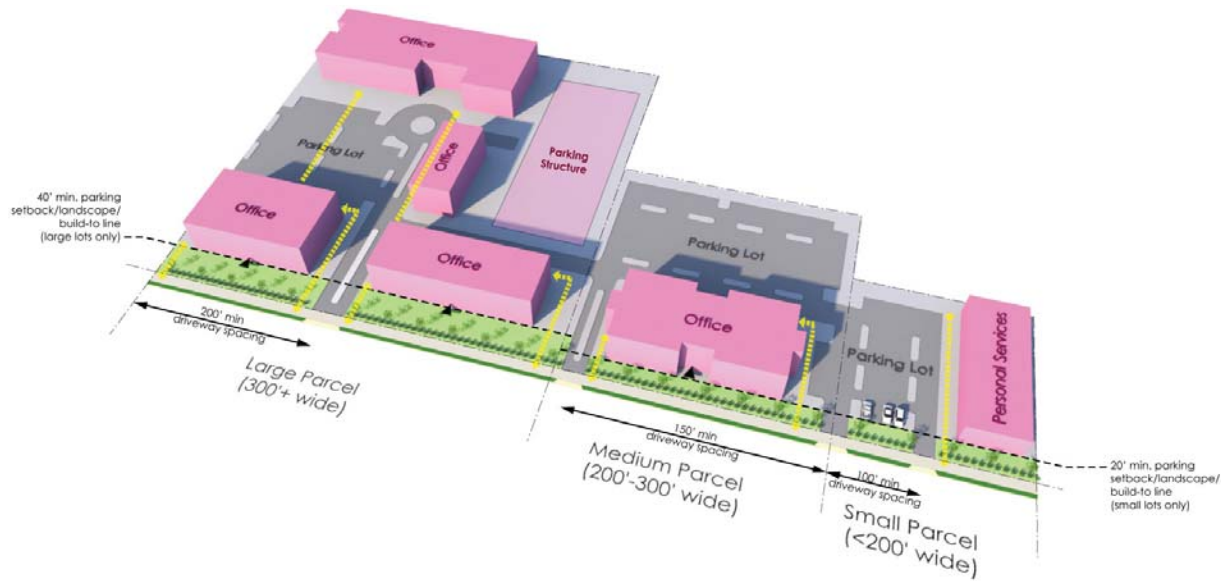 Office
Parking Lot
Office
Parking
Structure
40' min. parking
setback/landscape/
build-to line
(large lots only)
Office
Office
Parking Lot
Office
Parking Lot
Personal Services
200' min
driveway spacing
Large Parcel
(300'+ wide)
150' min
driveway spacing
Medium Parcel
(200'-300' wide)
100' min
driveway spacing
Small Parcel
(<200' wide)
20' min. parking
setback/landscape/
build-to line
(small lots only)